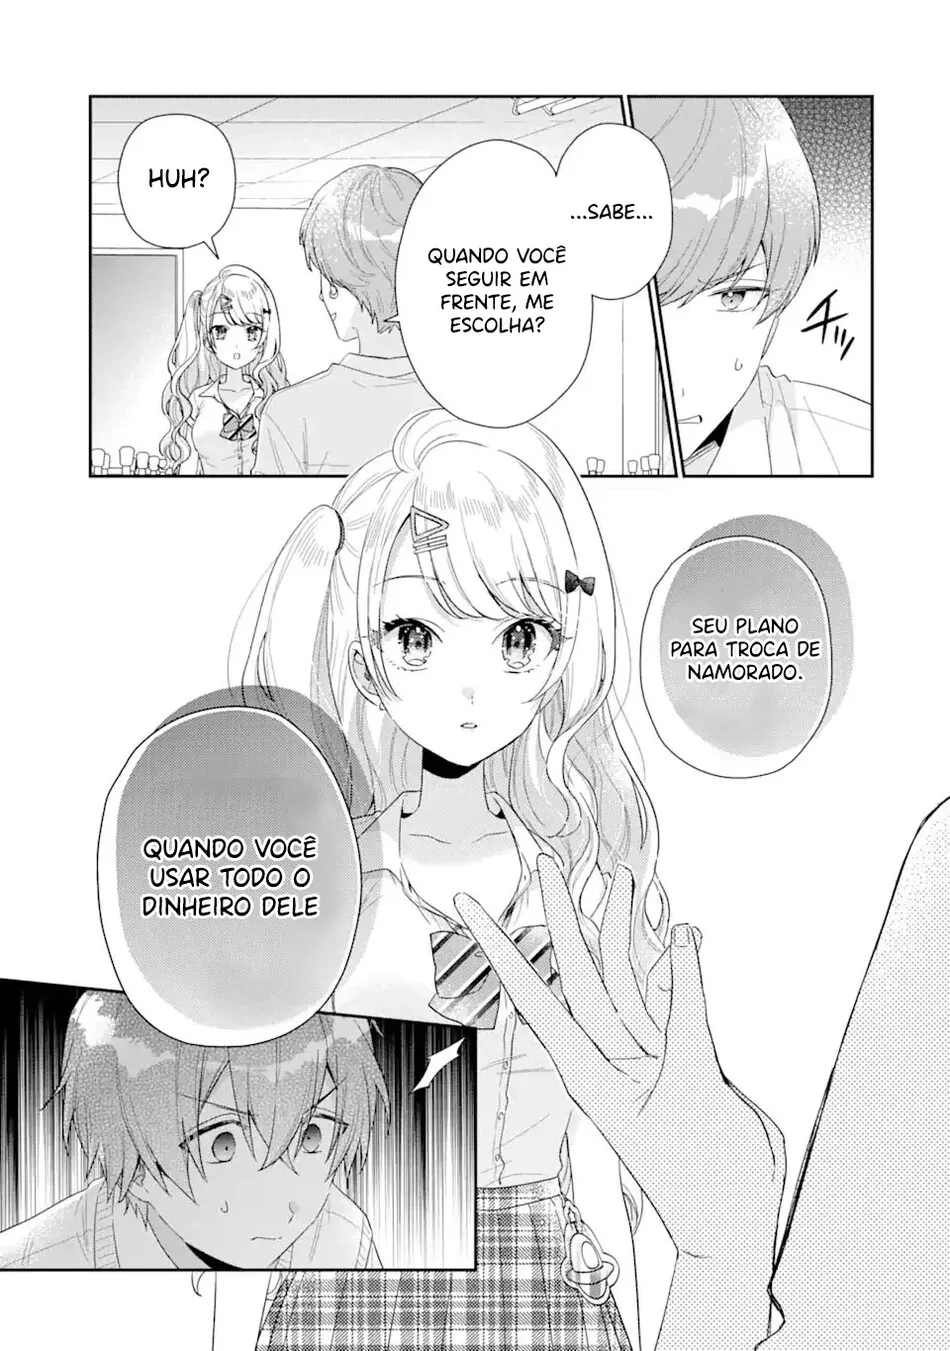 ...SABE...
QUANDO VOCÊ
SEGUIR EM
FRENTE, ME
ESCOLHA?
HUH?
SEU PLANO
PARA TROCA DE
NAMORADO.
QUANDO VOCÊ
USAR TODO O
DINHEIRO DELE